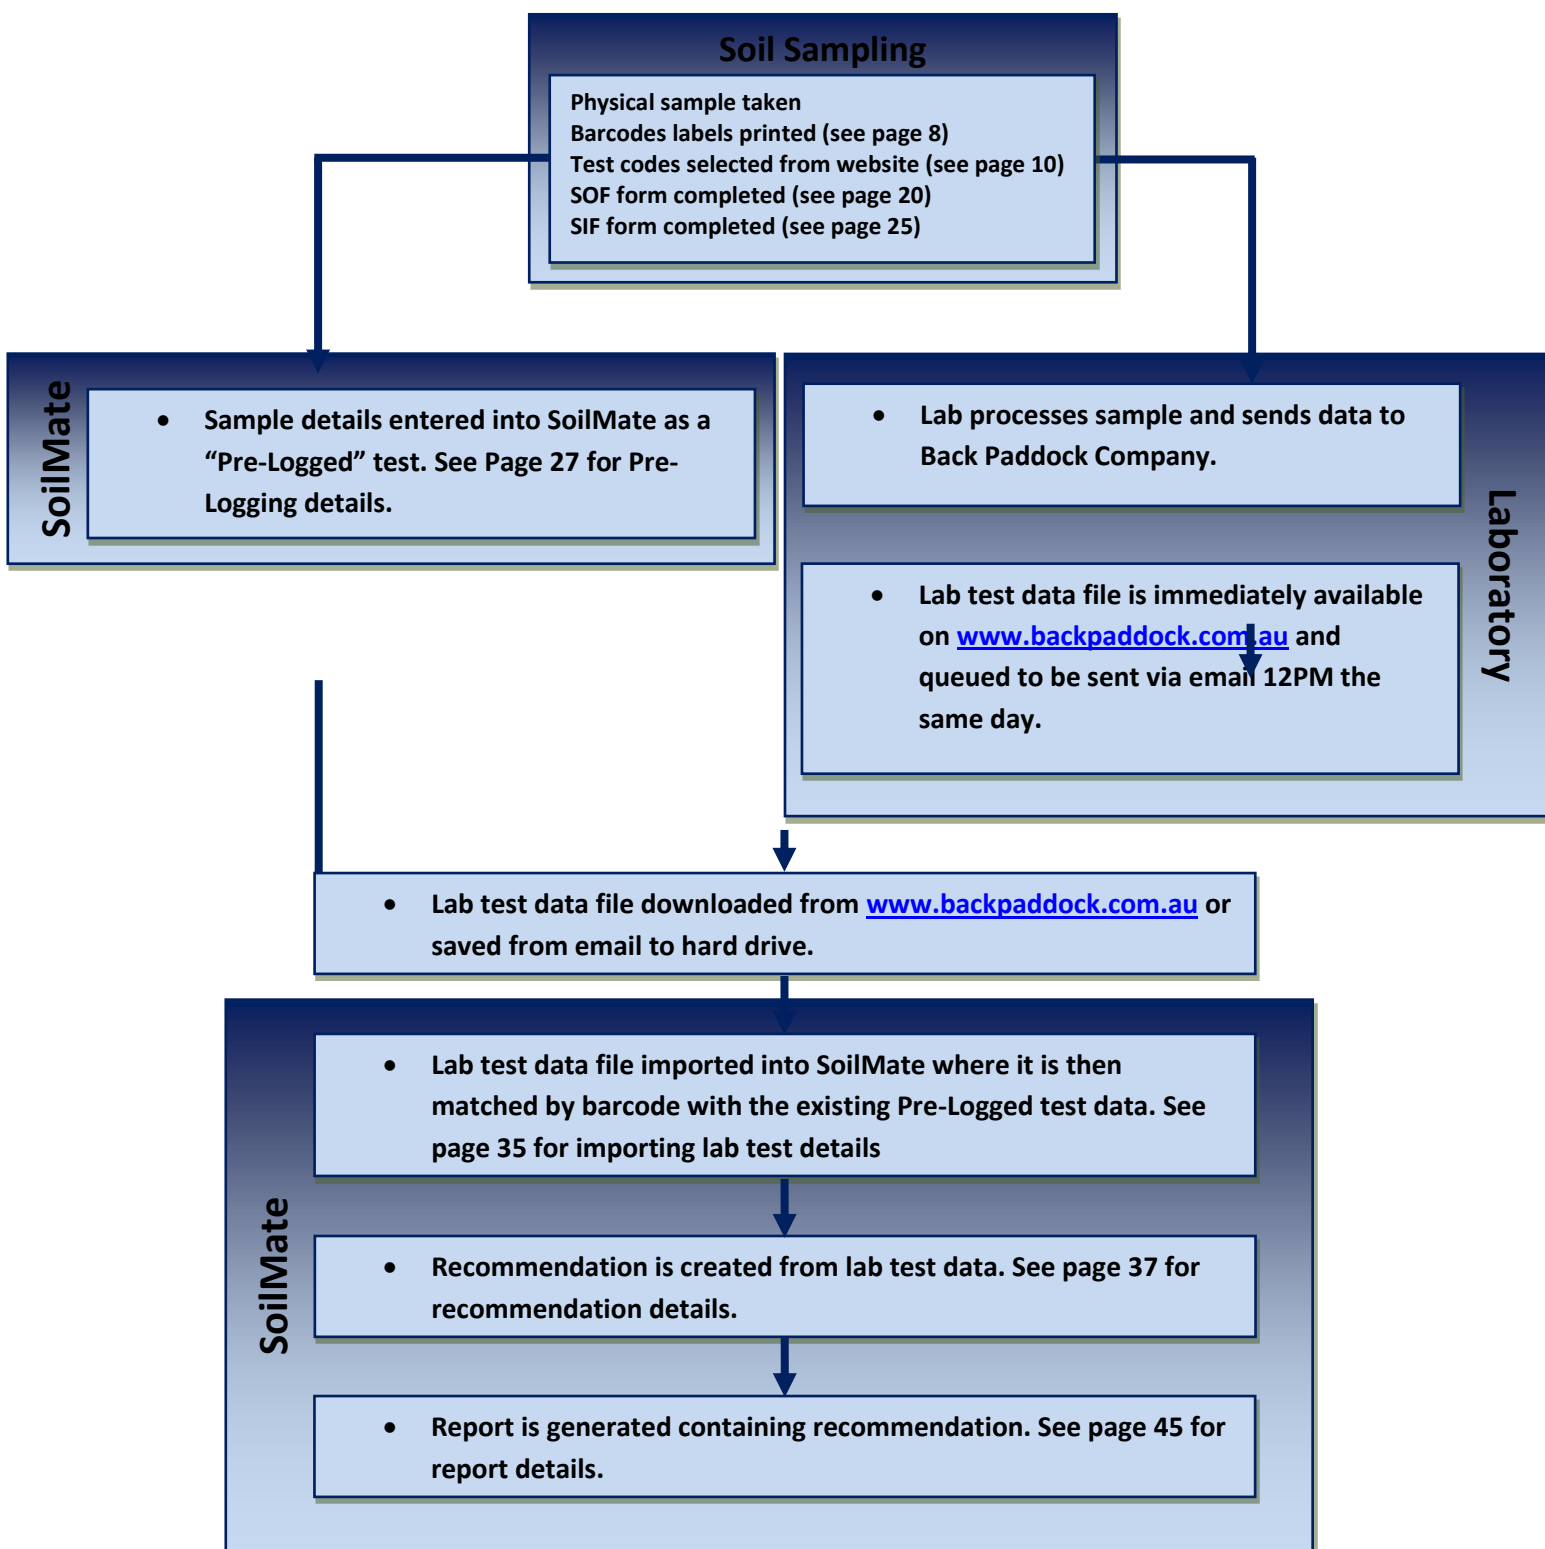 Soil Sampling
Physical sample taken
Barcodes labels printed (see page 8)
Test codes selected from website (see page 10)
SOF form completed (see page 20)
SIF form completed (see page 25)
SoilMate
• Sample details entered into SoilMate as a
“Pre-Logged” test. See Page 27 for Pre-
Logging details.
Laboratory
• Lab processes sample and sends data to
Back Paddock Company.
• Lab test data file is immediately available
on www.backpaddock.com.au and
queued to be sent via email 12PM the
same day.
• Lab test data file downloaded from www.backpaddock.com.au or
saved from email to hard drive.
SoilMate
• Lab test data file imported into SoilMate where it is then
matched by barcode with the existing Pre-Logged test data. See
page 35 for importing lab test details
• Recommendation is created from lab test data. See page 37 for
recommendation details.
• Report is generated containing recommendation. See page 45 for
report details.